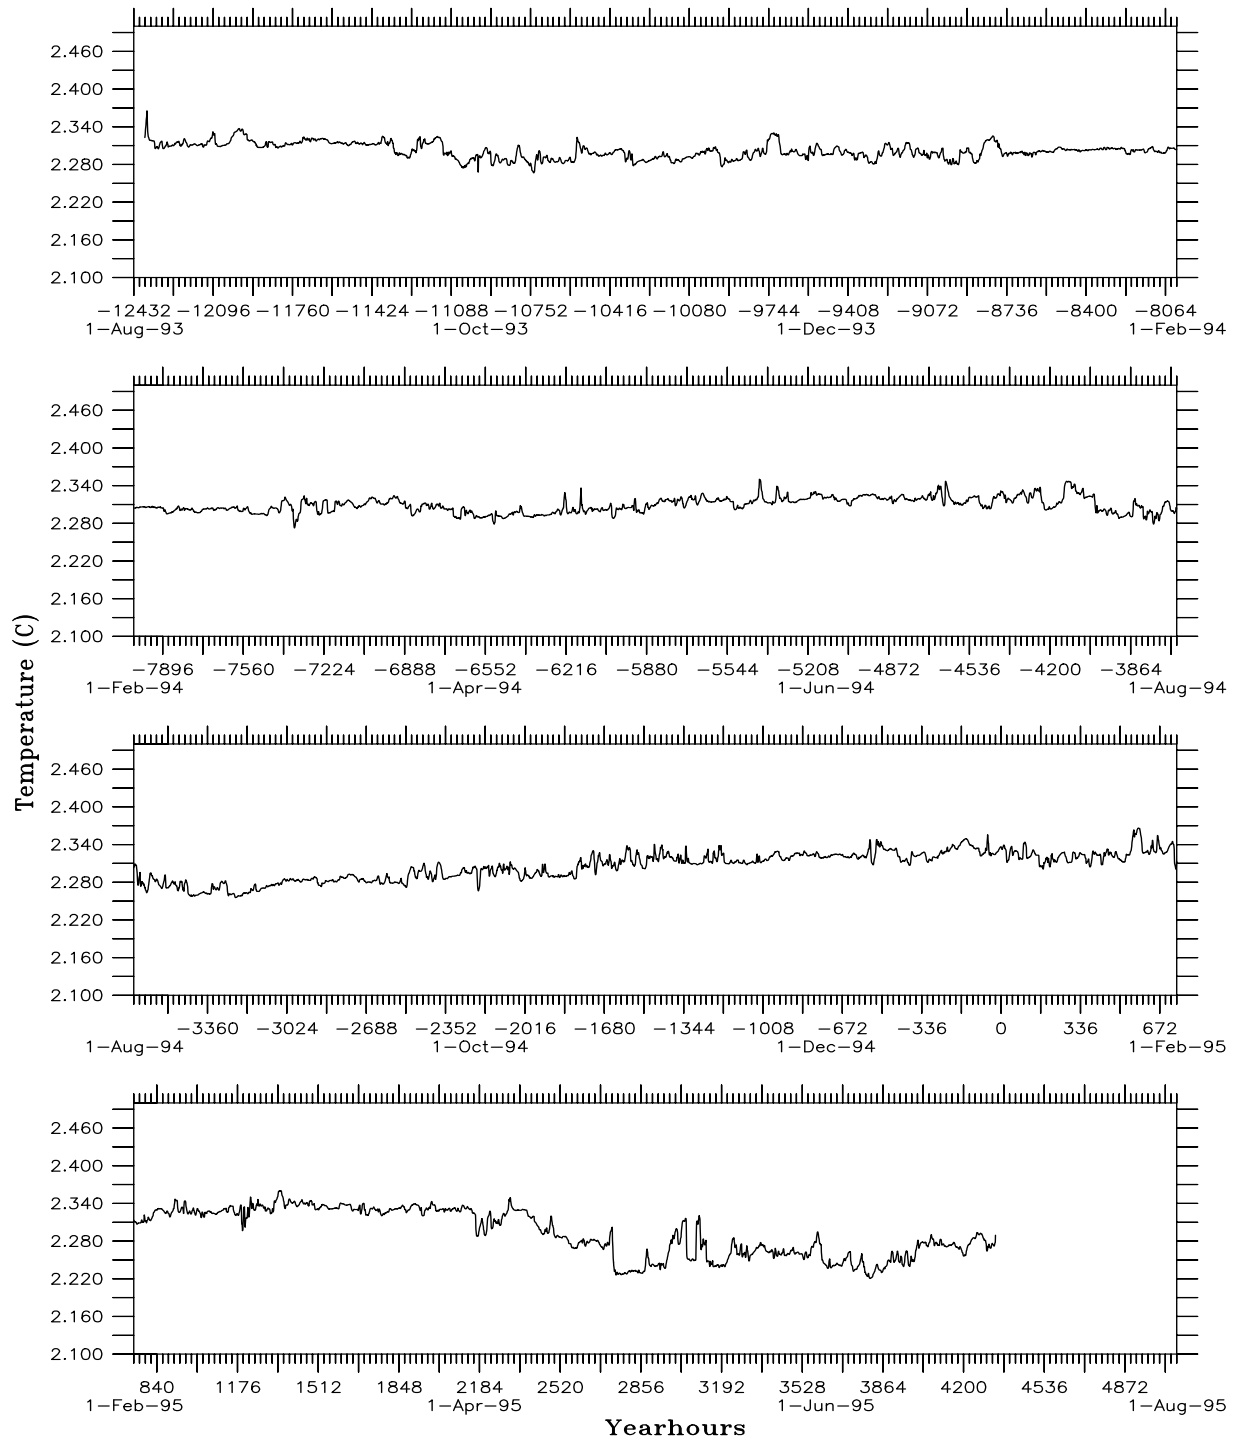 2.460
2.400
2.340
2.280
2.220
2.160
2.100
−12432 −12096 −11760 −11424 −11088 −10752 −10416 −10080 −9744 −9408 −9072 −8736 −8400 −8064
1−Aug−93 1−Oct−93 1−Dec−93 1−Feb−94
2.460
2.400
2.340
2.280
2.220
2.160
2.100
−7896 −7560 −7224 −6888 −6552 −6216 −5880 −5544 −5208 −4872 −4536 −4200 −3864
1−Feb−94 1−Apr−94 1−Jun−94 1−Aug−94
Temperature (C)
2.460
2.400
2.340
2.280
2.220
2.160
2.100
−3360 −3024 −2688 −2352 −2016 −1680 −1344 −1008 −672 −336 0 336 672
1−Aug−94 1−Oct−94 1−Dec−94 1−Feb−95
2.460
2.400
2.340
2.280
2.220
2.160
2.100
840 1176 1512 1848 2184 2520 2856 3192 3528 3864 4200 4536 4872
1−Feb−95 1−Apr−95 1−Jun−95 1−Aug−95
Yearhours